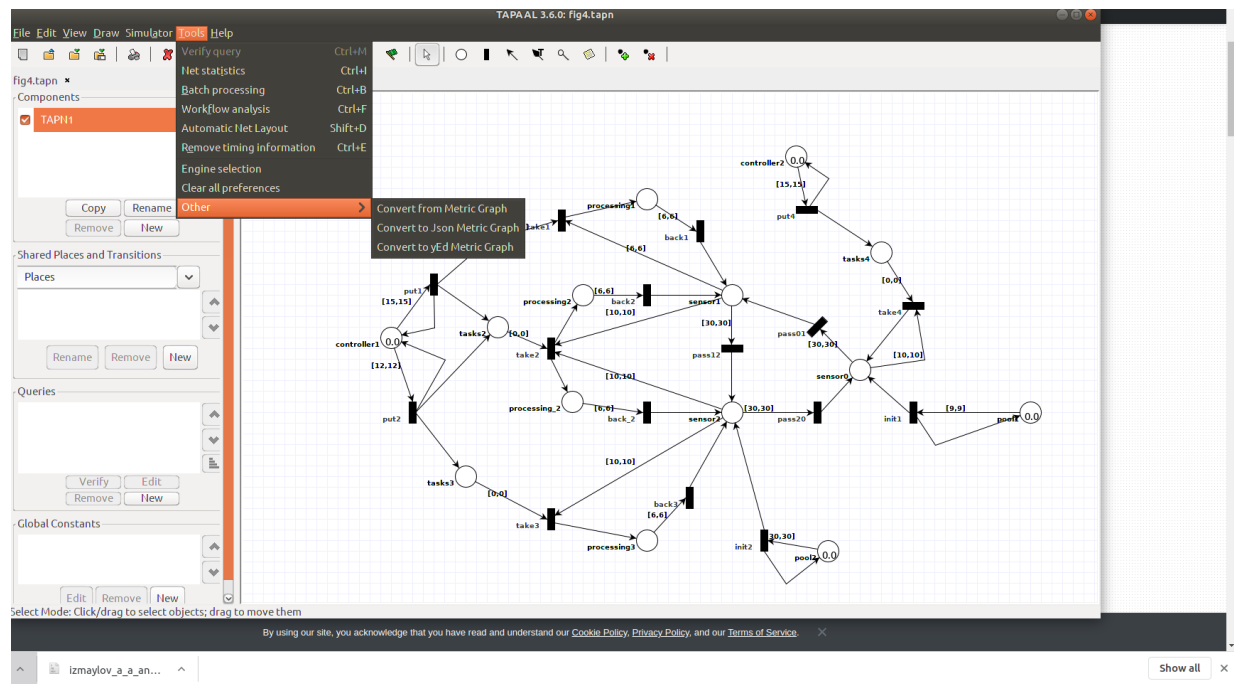 TAPAAL 3.6.0: fig4.tapn
File Edit View Draw Simulator Tools Help
Verify query Ctrl+M
Net statistics Ctrl+I
Batch processing Ctrl+B
Workflow analysis Ctrl+F
Automatic Net Layout Shift+D
Remove timing information Ctrl+E
Engine selection
Clear all preferences
Other
Convert from Metric Graph
Convert to Json Metric Graph
Convert to yEd Metric Graph
fig4.tapn
Components
TAPN1
Copy Rename
Remove New
Shared Places and Transitions
Places
Rename Remove New
Queries
Verify Edit
Remove New
Global Constants
Edit Remove New
Select Mode: Click/drag to select objects; drag to move them
controller2 0.0
[15,15]
put4
processing1
[6,6]
take1
back1
[6,6]
tasks4
[0,0]
put1
[15,15]
processing2
[6,6]
back2
sensor1
[10,10]
take4
tasks2
[0,0]
[30,30]
pass01
[30,30]
controller1 0.0
take2
pass12
[10,10]
[12,12]
[10,10]
sensor0
processing_2
[6,6]
back_2
sensor2
[30,30]
pass20
init1
[9,9]
0.0
put2
[10,10]
tasks3
[0,0]
back3
[6,6]
take3
processing3
init2
30,30]
0.0
By using our site, you acknowledge that you have read and understand our Cookie Policy, Privacy Policy, and our Terms of Service.
izmaylov_a_a_an...
Show all